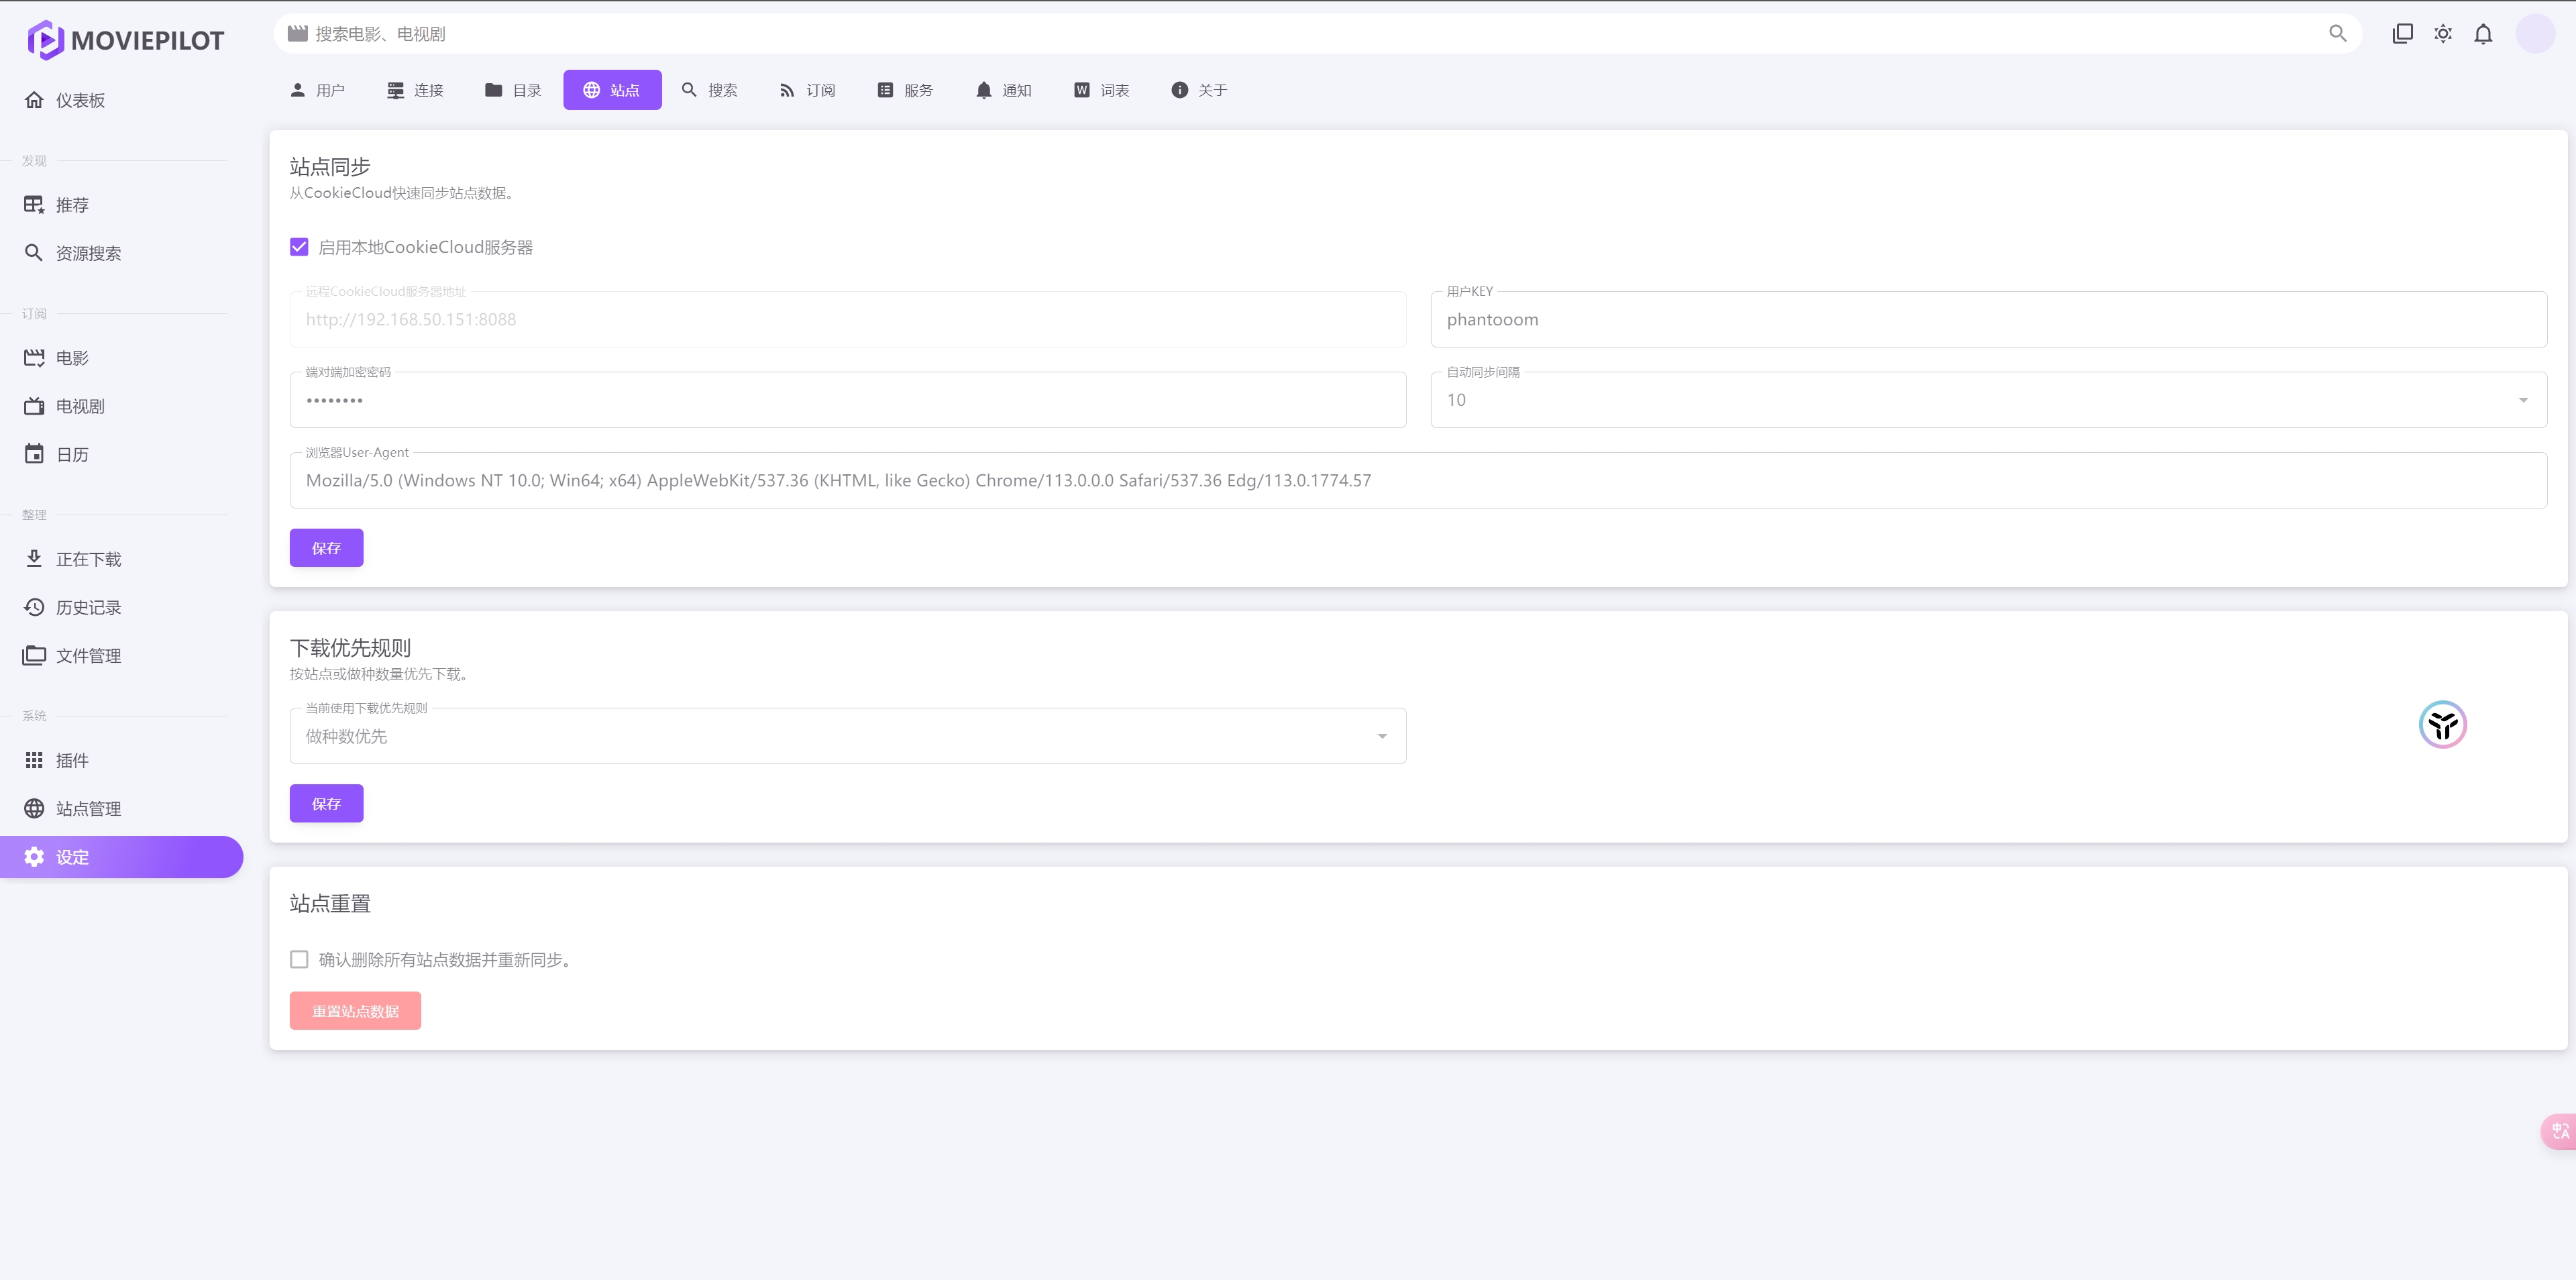 MOVIEPILOT
搜索电影、电视剧
用户
连接
目录
站点
搜索
订阅
服务
通知
W
词表
关于
仪表板
发现
推荐
资源搜索
订阅
电影
电视剧
日历
整理
正在下载
历史记录
文件管理
系统
插件
站点管理
设定
站点同步
从CookieCloud快速同步站点数据。
启用本地CookieCloud服务器
远程CookieCloud服务器地址
http://192.168.50.151:8088
用户KEY
phantooom
端对端加密密码
••••••••
自动同步间隔
10
浏览器User-Agent
Mozilla/5.0 (Windows NT 10.0; Win64; x64) AppleWebKit/537.36 (KHTML, like Gecko) Chrome/113.0.0.0 Safari/537.36 Edg/113.0.1774.57
保存
下载优先规则
按站点或做种数量优先下载。
当前使用下载优先规则
做种数优先
保存
站点重置
确认删除所有站点数据并重新同步。
重置站点数据
中A